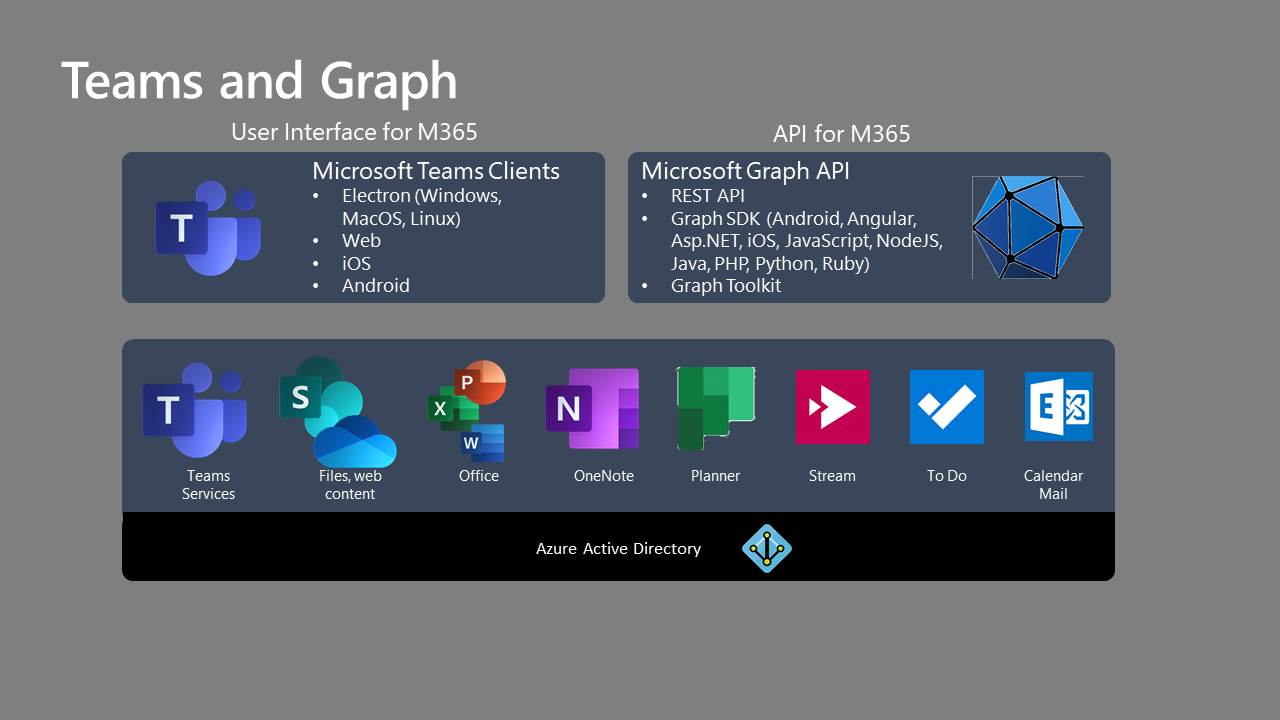 Teams and Graph
User Interface for M365
API for M365
T
Microsoft Teams Clients
• Electron (Windows,
MacOS, Linux)
• Web
• iOS
• Android
Microsoft Graph API
• REST API
• Graph SDK (Android, Angular,
Asp.NET, iOS, JavaScript, NodeJS,
Java, PHP, Python, Ruby)
• Graph Toolkit
T
Teams
Services
S
Files, web
content
P
X
W
Office
N
OneNote
Planner
Stream
To Do
E
Calendar
Mail
Azure Active Directory